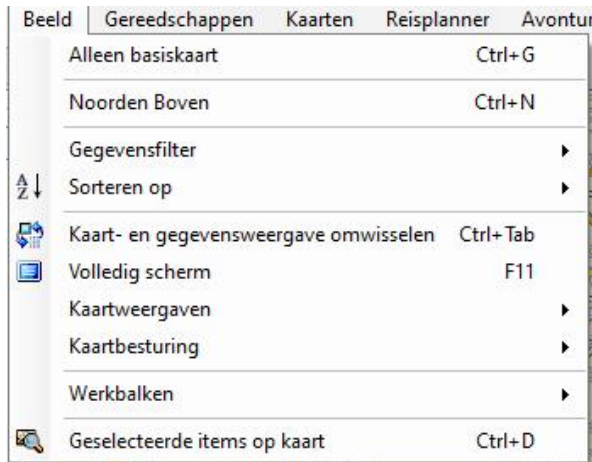 Beeld Gereedschappen Kaarten Reisplanner
Alleen basiskaart Ctrl+G
Noorden Boven Ctrl+N
Gegevensfilter
Sorteren op
Kaart- en gegevensweergave omwisselen Ctrl+Tab
Volledig scherm F11
Kaartweergaven
Kaartbesturing
Werkbalken
Geselecteerde items op kaart Ctrl+D